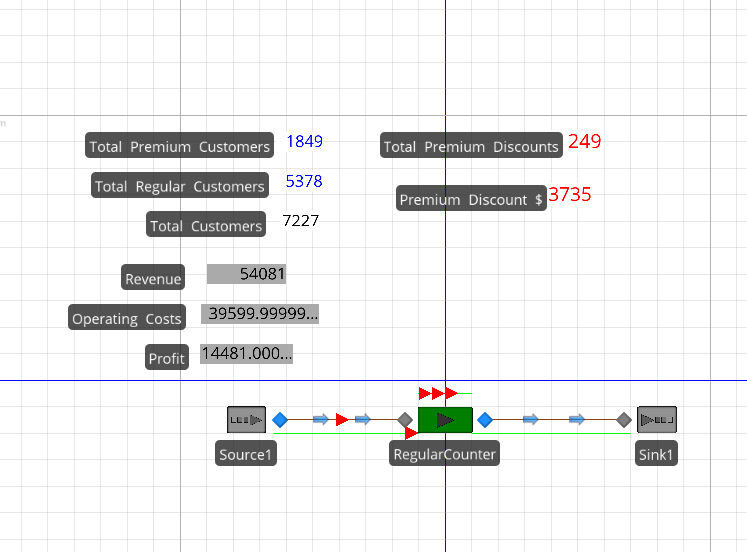 Total Premium Customers 1849
Total Premium Discounts 249
Total Regular Customers 5378
Premium Discount $ 3735
Total Customers 7227
Revenue 54081
Operating Costs 39599.99999...
Profit 14481.000...
Source1
RegularCounter
Sink1